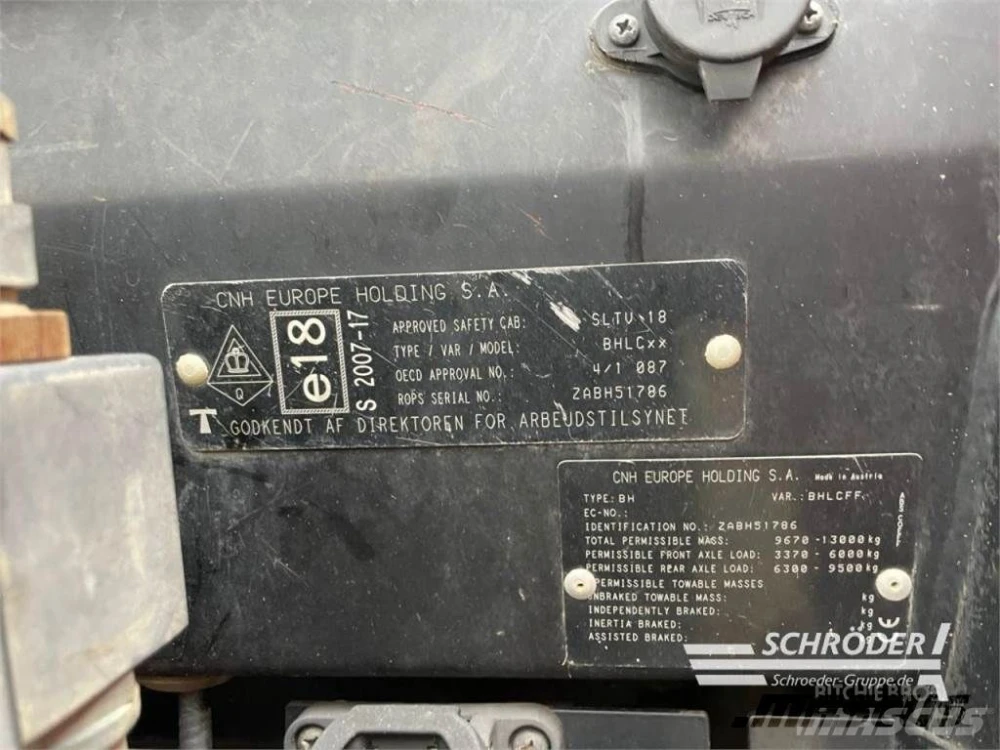 CNH EUROPE HOLDING S.A.
e18
S 2007-17
APPROVED SAFETY CAB: SLTV 18
TYPE / VAR / MODEL: BHLCxx
OECD APPROVAL NO.: 4/1 087
ROPS SERIAL NO.: ZABH51786
Q
T GODKENDT AF DIREKTOREN FOR ARBEJDSTILSYNET
CNH EUROPE HOLDING S.A. Made in Austria
TYPE: BH VAR.: BHLCFF
EC-NO.:
IDENTIFICATION NO.: ZABH51786
TOTAL PERMISSIBLE MASS: 9670 - 13000 kg
PERMISSIBLE FRONT AXLE LOAD: 3370 - 6000 kg
PERMISSIBLE REAR AXLE LOAD: 6300 - 9500 kg
PERMISSIBLE TOWABLE MASSES
UNBRAKED TOWABLE MASS: kg
INDEPENDENTLY BRAKED: kg
INERTIA BRAKED: kg
ASSISTED BRAKED:
CE
SCHRÖDER
Schroeder-Gruppe.de
MASCUS